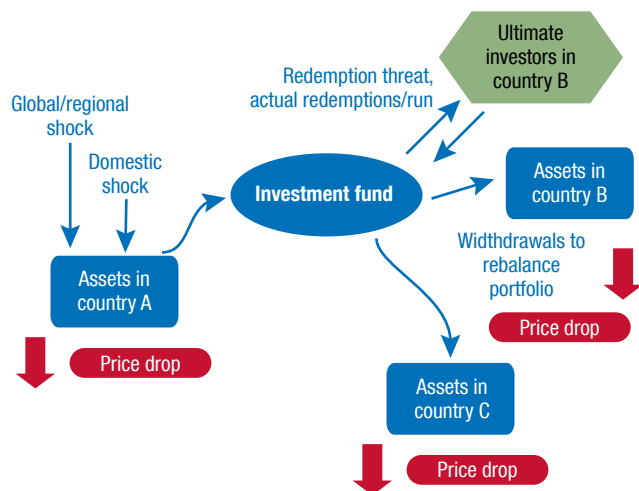 Ultimate
investors in
country B
Redemption threat,
actual redemptions/run
Global/regional
shock
Domestic
shock
Investment fund
Assets in
country B
Widthdrawals to
rebalance
portfolio
Assets in
country A
Price drop
Price drop
Assets in
country C
Price drop